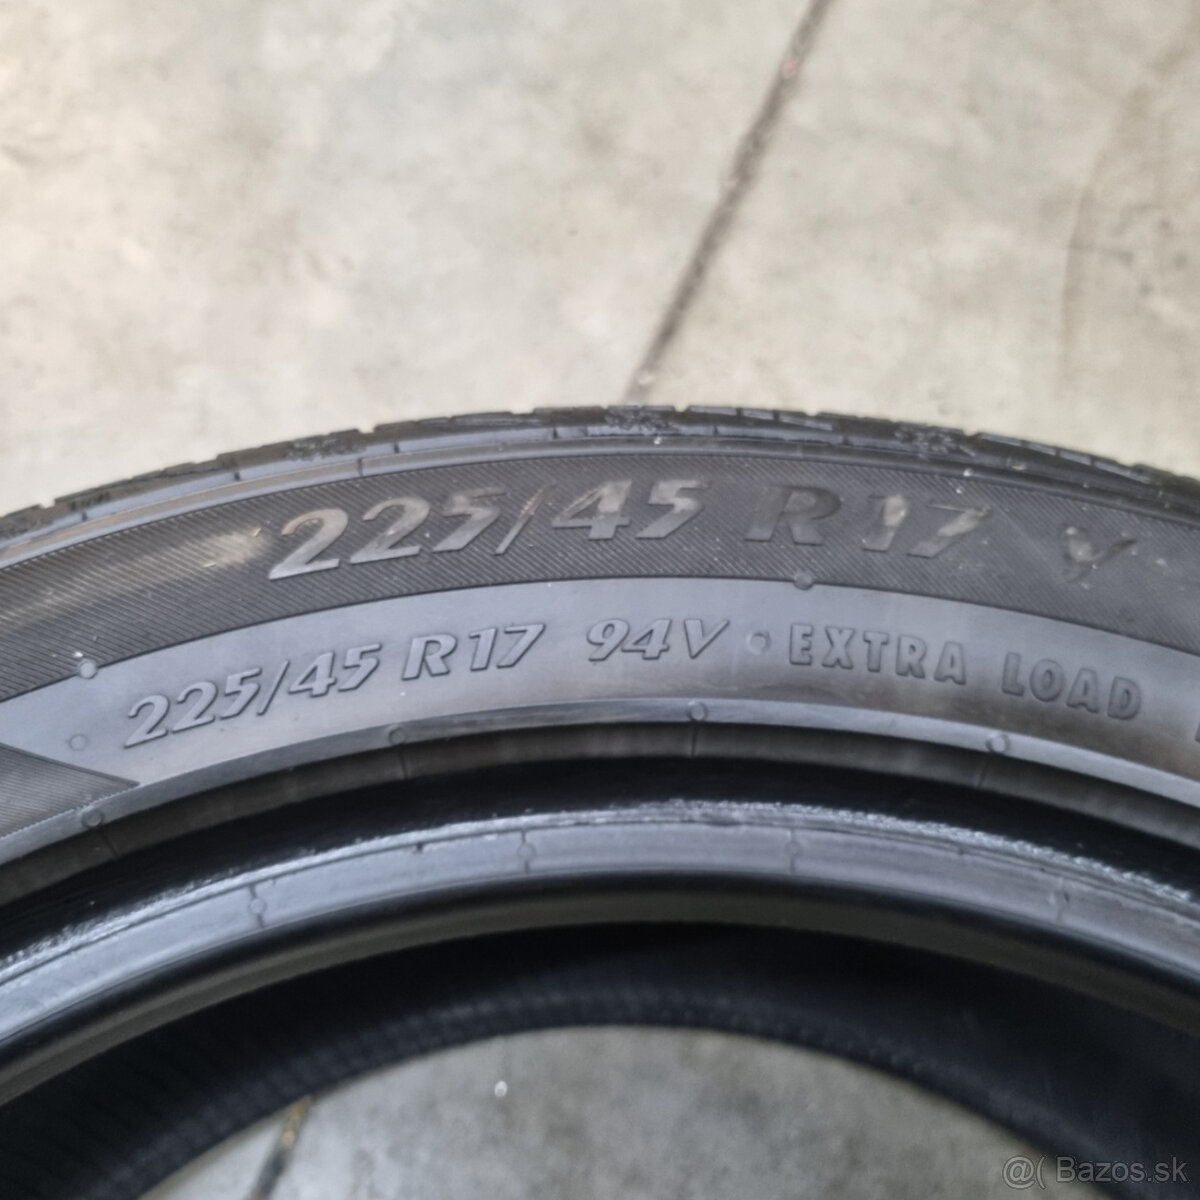 225/45 R17 V
225/45 R17 94V • EXTRA LOAD
@( Bazos.sk